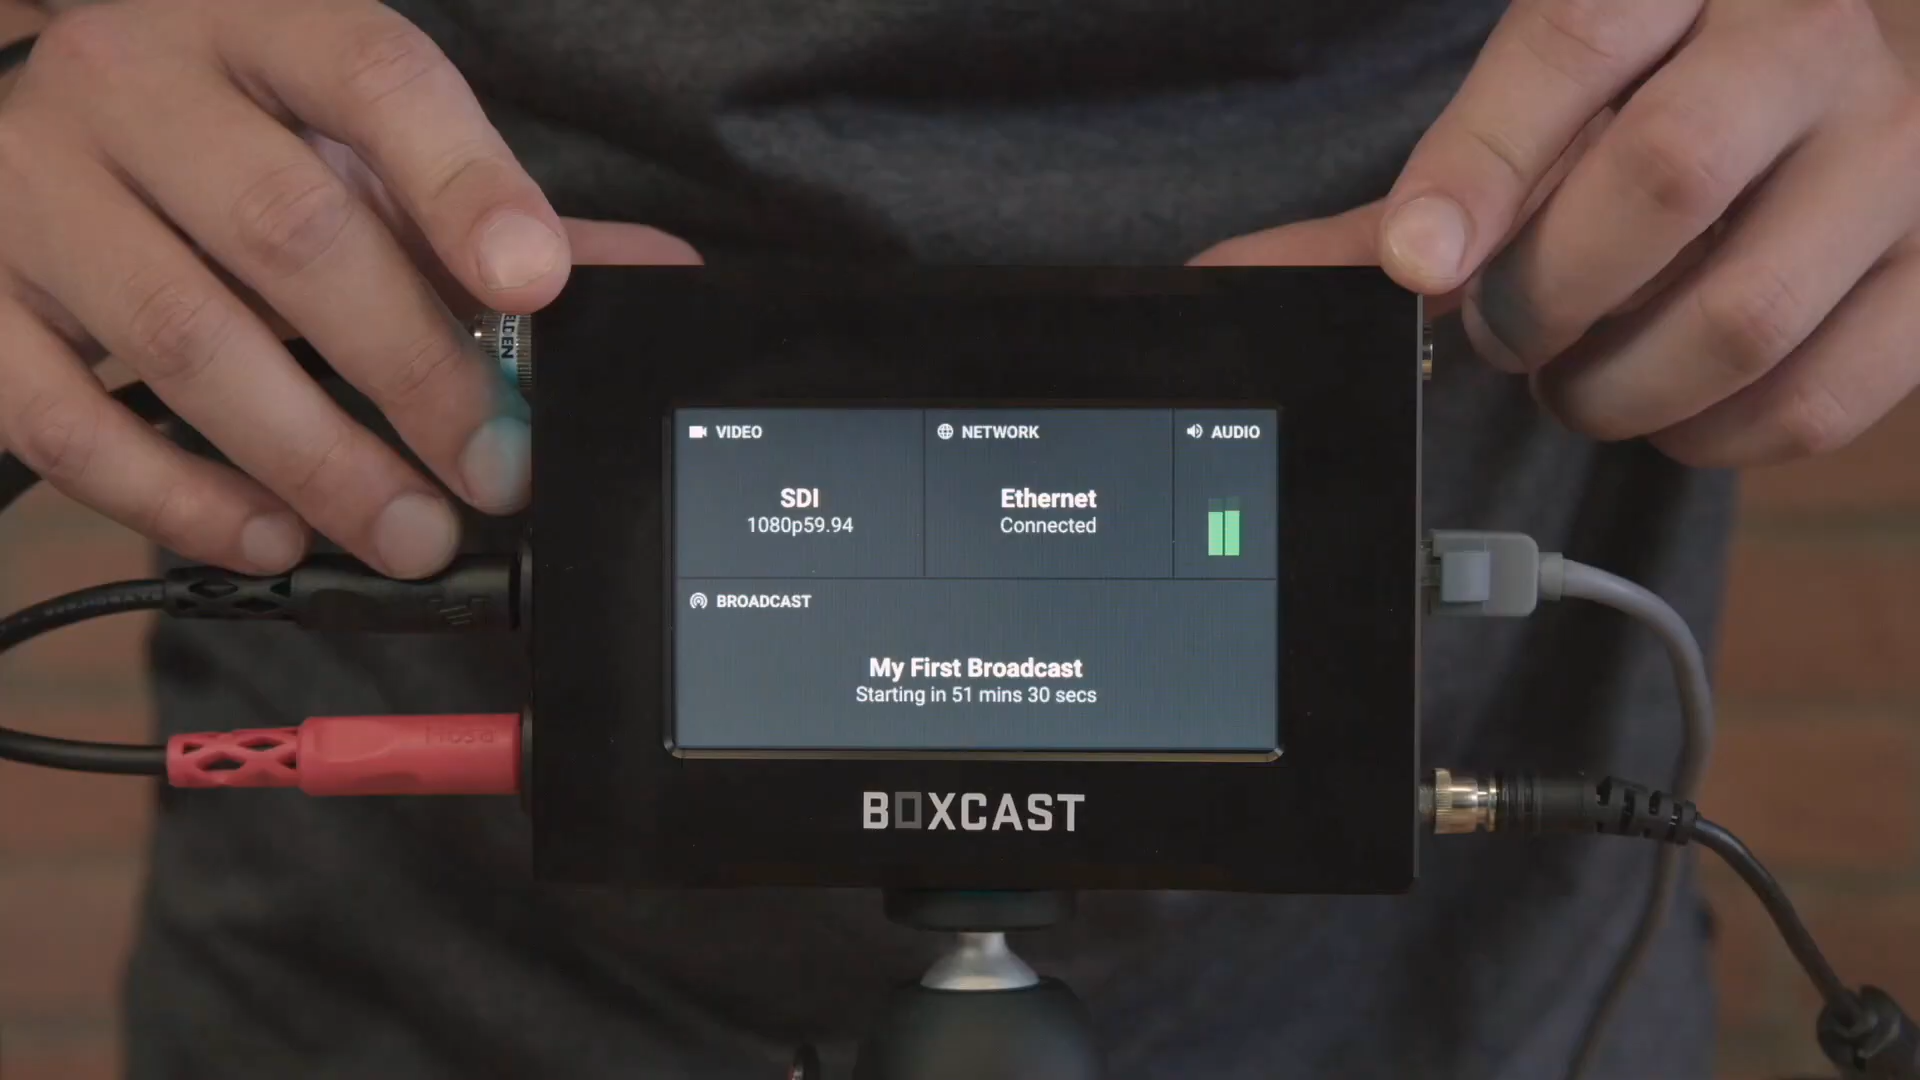 ELDEN
VIDEO
NETWORK
AUDIO
SDI
1080p59.94
Ethernet
Connected
BROADCAST
My First Broadcast
Starting in 51 mins 30 secs
BOXCAST